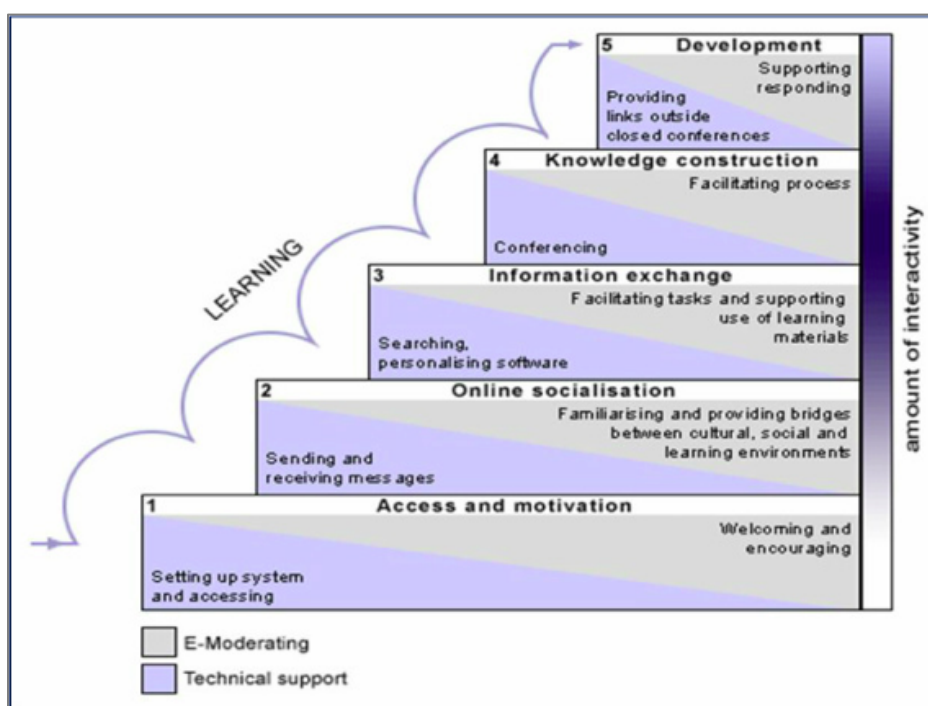 5 Development
Supporting
responding
Providing
links outside
closed conferences
4 Knowledge construction
Facilitating process
Conferencing
3 Information exchange
Facilitating tasks and supporting
use of learning
materials
Searching,
personalising software
2 Online socialisation
Familiarising and providing bridges
between cultural, social and
learning environments
Sending and
receiving messages
1 Access and motivation
Welcoming and
encouraging
Setting up system
and accessing
LEARNING
amount of interactivity
E-Moderating
Technical support